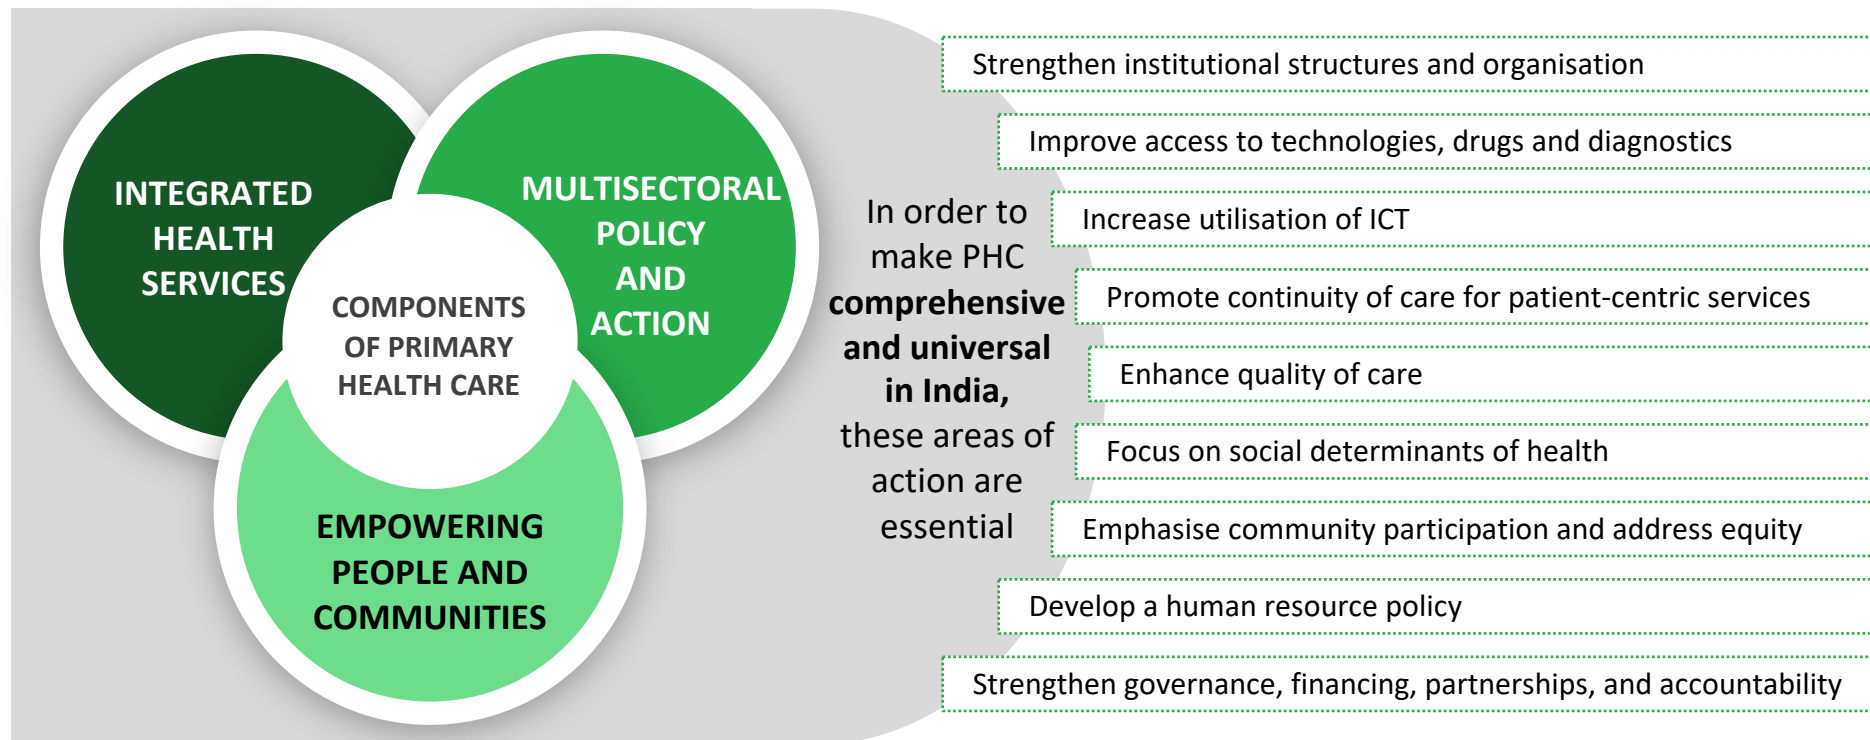 INTEGRATED
HEALTH
SERVICES
MULTISECTORAL
POLICY
AND
ACTION
COMPONENTS
OF PRIMARY
HEALTH CARE
EMPOWERING
PEOPLE AND
COMMUNITIES
In order to
make PHC
comprehensive
and universal
in India,
these areas of
action are
essential
Strengthen institutional structures and organisation
Improve access to technologies, drugs and diagnostics
Increase utilisation of ICT
Promote continuity of care for patient-centric services
Enhance quality of care
Focus on social determinants of health
Emphasise community participation and address equity
Develop a human resource policy
Strengthen governance, financing, partnerships, and accountability